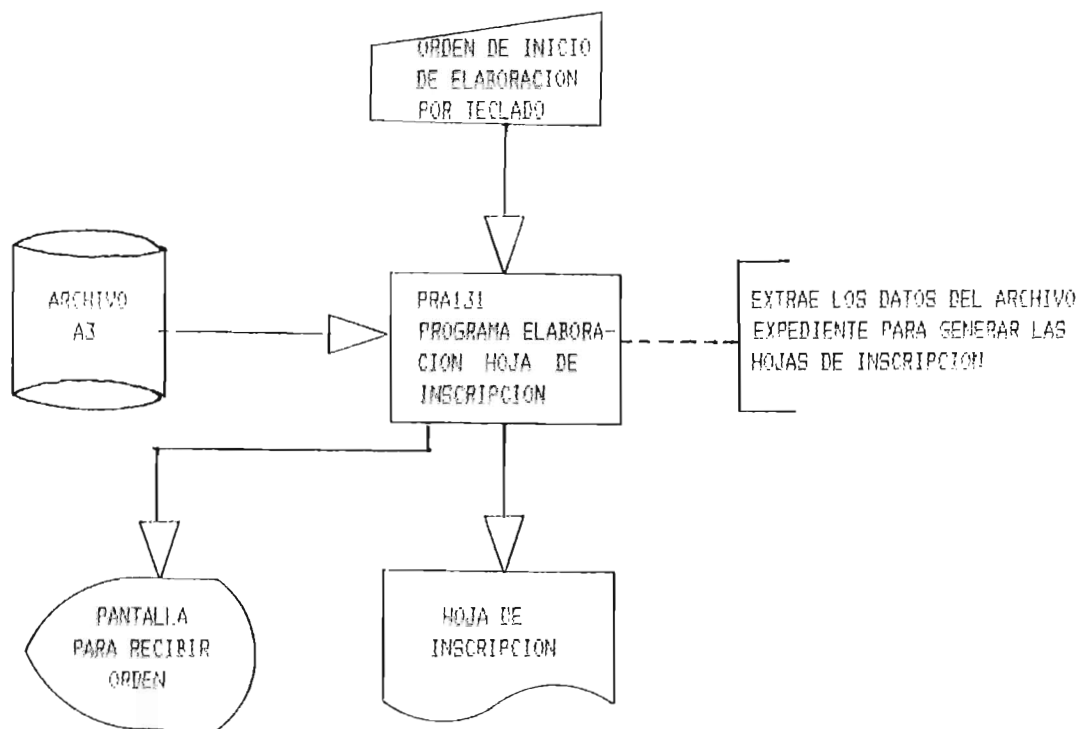 ORDEN DE INICIO
DE ELABORACION
POR TECLADO
ARCHIVO
A3
PRA131
PROGRAMA ELABORA-
CION HOJA DE
INSCRIPCION
EXTRAE LOS DATOS DEL ARCHIVO
EXPEDIENTE PARA GENERAR LAS
HOJAS DE INSCRIPCION
PANTALLA
PARA RECIBIR
ORDEN
HOJA DE
INSCRIPCION